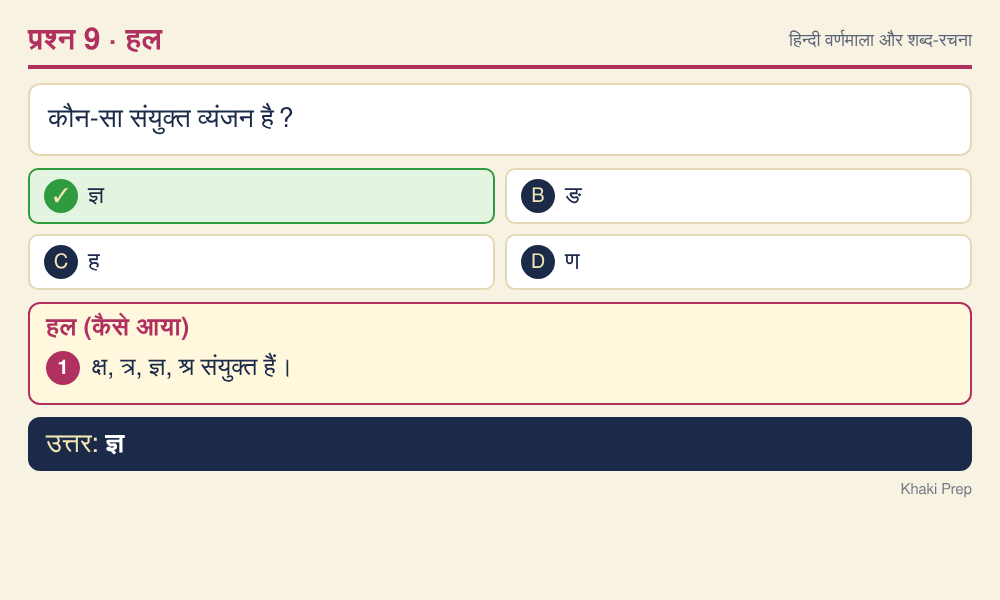 प्रश्न 9 · हल
हिन्दी वर्णमाला और शब्द-रचना
कौन-सा संयुक्त व्यंजन है ?
✓ ज्ञ
B ङ
C ह
D ण
हल (कैसे आया)
1 क्ष, त्र, ज्ञ, श्र संयुक्त हैं।
उत्तर: ज्ञ
Khaki Prep